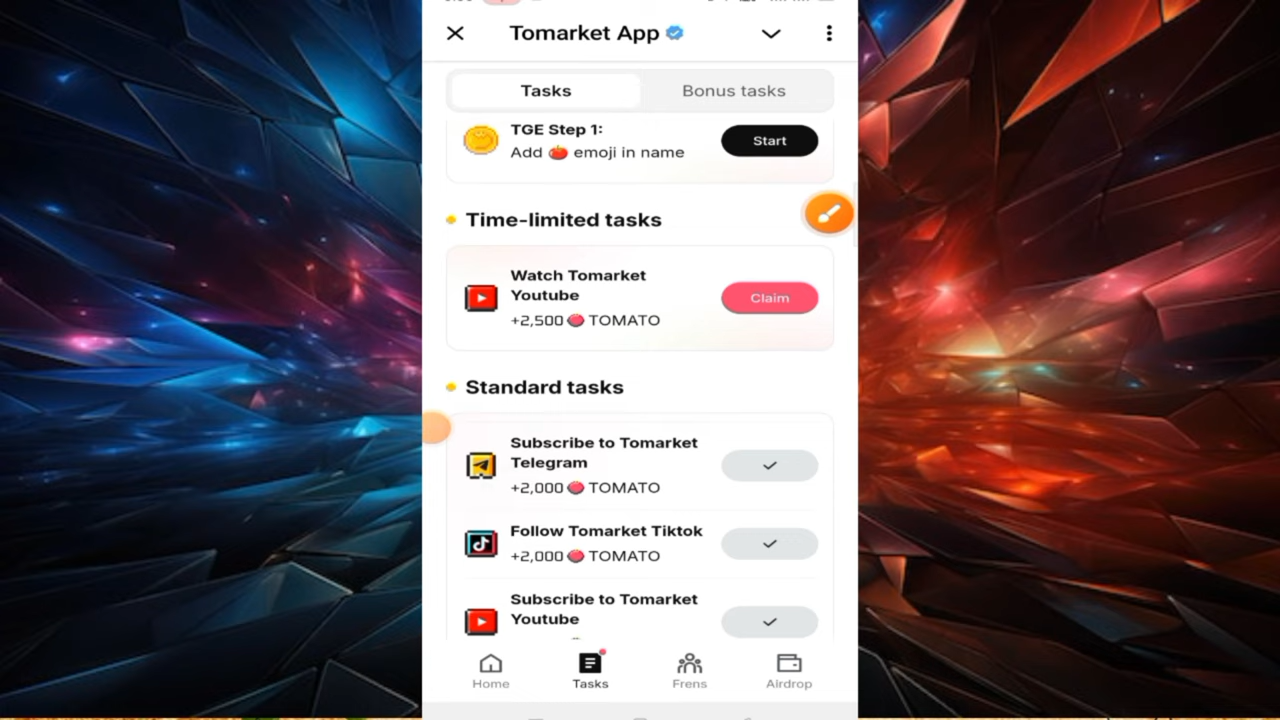 Tomarket App
Tasks
Bonus tasks
TGE Step 1:
Add 🍅 emoji in name
Start
Time-limited tasks
Watch Tomarket
Youtube
+2,500 TOMATO
Claim
Standard tasks
Subscribe to Tomarket
Telegram
+2,000 TOMATO
Follow Tomarket Tiktok
+2,000 TOMATO
Subscribe to Tomarket
Youtube
Home
Tasks
Frens
Airdrop